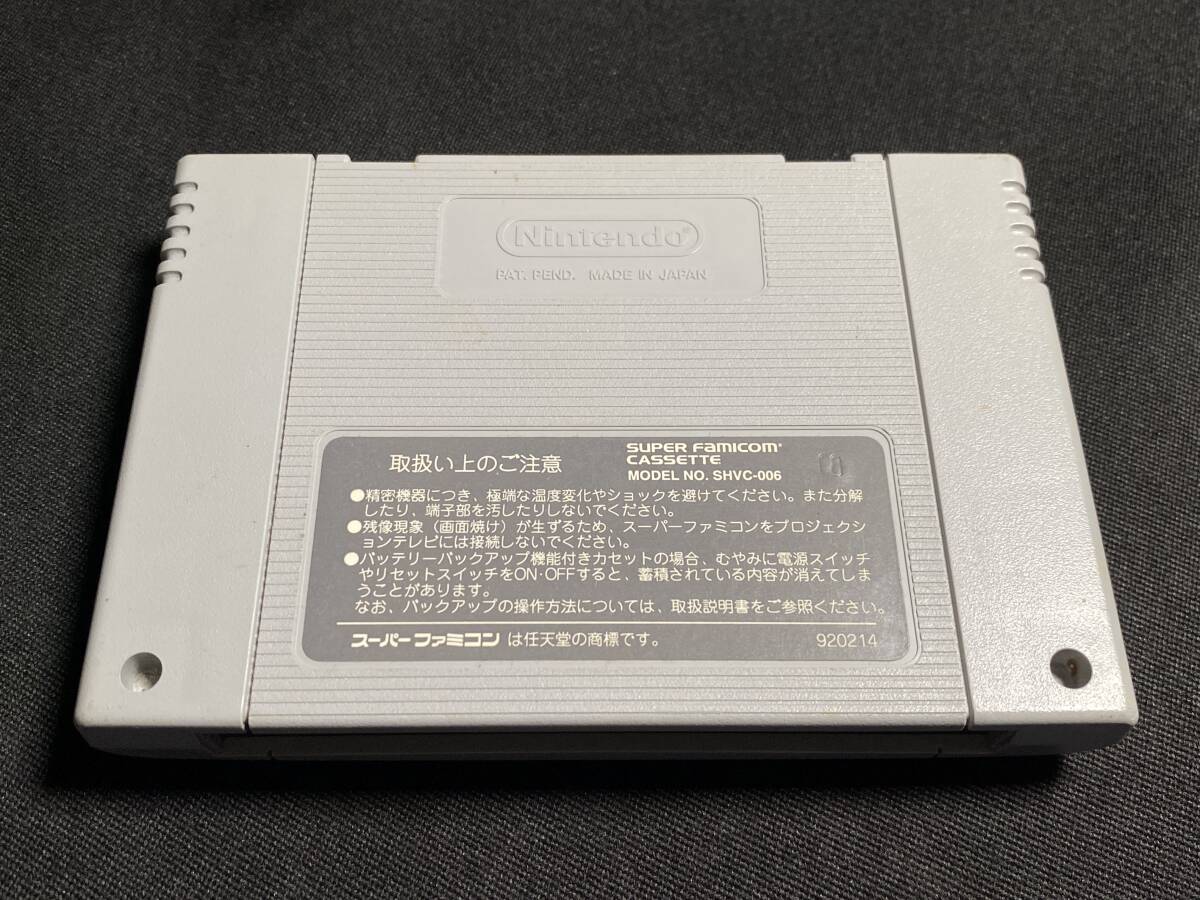 Nintendo®
PAT. PEND. MADE IN JAPAN
取扱い上のご注意
SUPER FAMICOM
CASSETTE
MODEL NO. SHVC-006
●精密機器につき、極端な温度変化やショックを避けてください。また分解
したり、端子部を汚したりしないでください。
●残像現象（画面焼け）が生ずるため、スーパーファミコンをプロジェクシ
ョンテレビには接続しないでください。
●バッテリーバックアップ機能付きカセットの場合、むやみに電源スイッチ
やリセットスイッチをON・OFFすると、蓄積されている内容が消えてしま
うことがあります。
なお、バックアップの操作方法については、取扱説明書をご参照ください。
スーパーファミコン は任天堂の商標です。
920214